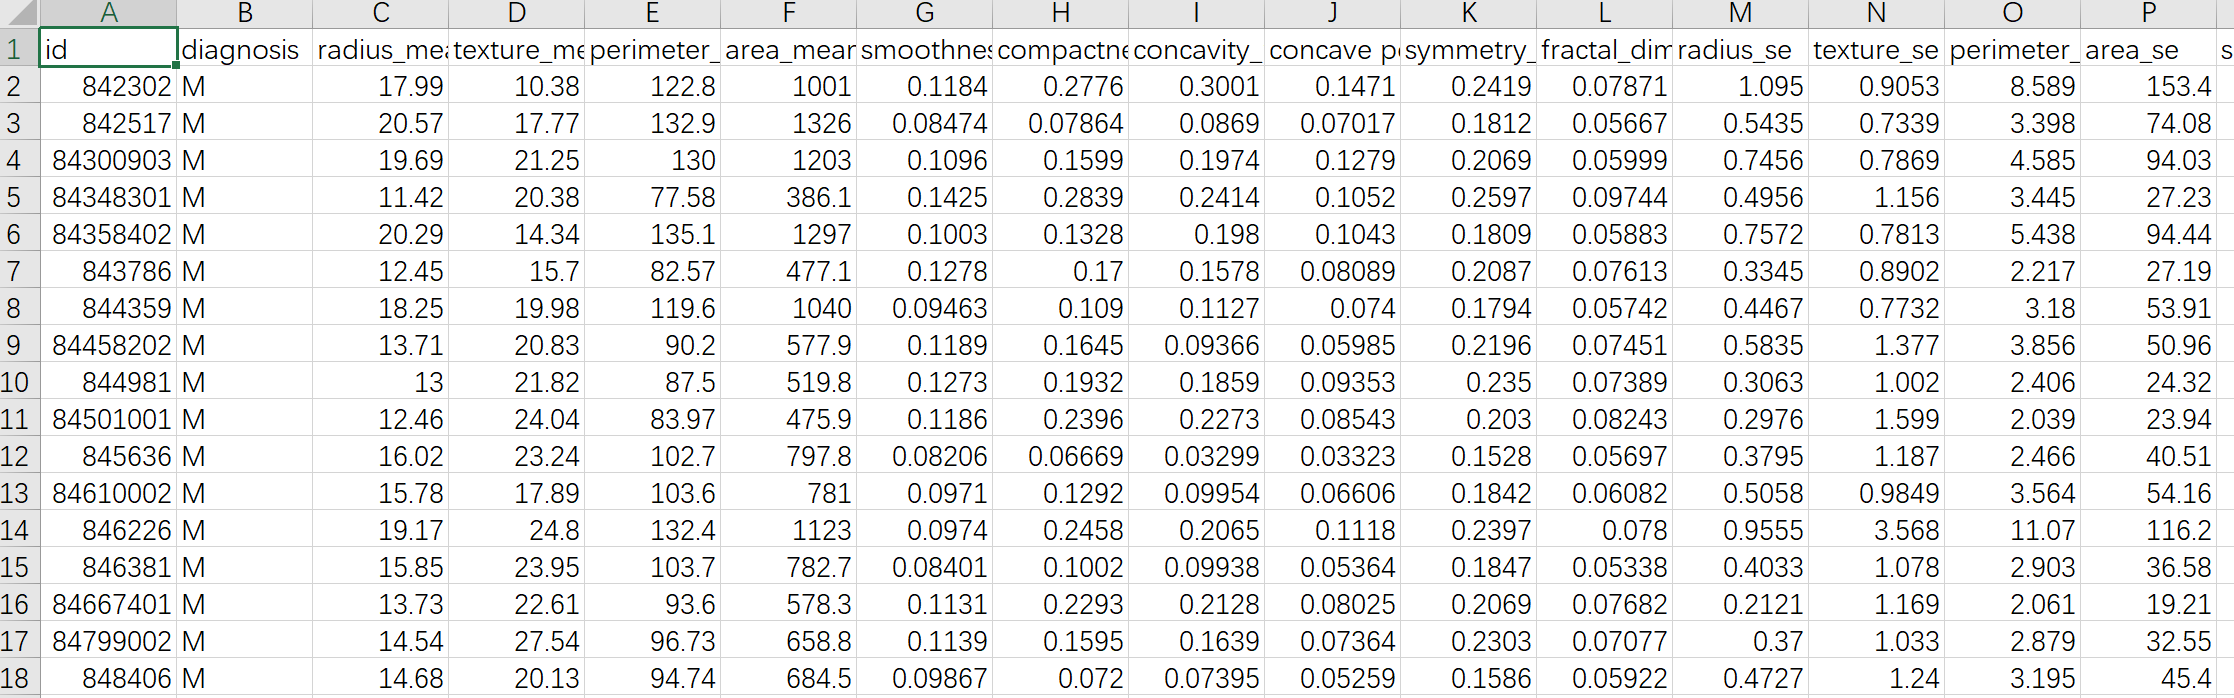 A B C D E F G H I J K L M N O P
1 id diagnosis radius_mea texture_me perimeter_ area_mear smoothnes compactne concavity_ concave po symmetry_ fractal_dim radius_se texture_se perimeter_ area_se s
2 842302 M 17.99 10.38 122.8 1001 0.1184 0.2776 0.3001 0.1471 0.2419 0.07871 1.095 0.9053 8.589 153.4
3 842517 M 20.57 17.77 132.9 1326 0.08474 0.07864 0.0869 0.07017 0.1812 0.05667 0.5435 0.7339 3.398 74.08
4 84300903 M 19.69 21.25 130 1203 0.1096 0.1599 0.1974 0.1279 0.2069 0.05999 0.7456 0.7869 4.585 94.03
5 84348301 M 11.42 20.38 77.58 386.1 0.1425 0.2839 0.2414 0.1052 0.2597 0.09744 0.4956 1.156 3.445 27.23
6 84358402 M 20.29 14.34 135.1 1297 0.1003 0.1328 0.198 0.1043 0.1809 0.05883 0.7572 0.7813 5.438 94.44
7 843786 M 12.45 15.7 82.57 477.1 0.1278 0.17 0.1578 0.08089 0.2087 0.07613 0.3345 0.8902 2.217 27.19
8 844359 M 18.25 19.98 119.6 1040 0.09463 0.109 0.1127 0.074 0.1794 0.05742 0.4467 0.7732 3.18 53.91
9 84458202 M 13.71 20.83 90.2 577.9 0.1189 0.1645 0.09366 0.05985 0.2196 0.07451 0.5835 1.377 3.856 50.96
10 844981 M 13 21.82 87.5 519.8 0.1273 0.1932 0.1859 0.09353 0.235 0.07389 0.3063 1.002 2.406 24.32
11 84501001 M 12.46 24.04 83.97 475.9 0.1186 0.2396 0.2273 0.08543 0.203 0.08243 0.2976 1.599 2.039 23.94
12 845636 M 16.02 23.24 102.7 797.8 0.08206 0.06669 0.03299 0.03323 0.1528 0.05697 0.3795 1.187 2.466 40.51
13 84610002 M 15.78 17.89 103.6 781 0.0971 0.1292 0.09954 0.06606 0.1842 0.06082 0.5058 0.9849 3.564 54.16
14 846226 M 19.17 24.8 132.4 1123 0.0974 0.2458 0.2065 0.1118 0.2397 0.078 0.9555 3.568 11.07 116.2
15 846381 M 15.85 23.95 103.7 782.7 0.08401 0.1002 0.09938 0.05364 0.1847 0.05338 0.4033 1.078 2.903 36.58
16 84667401 M 13.73 22.61 93.6 578.3 0.1131 0.2293 0.2128 0.08025 0.2069 0.07682 0.2121 1.169 2.061 19.21
17 84799002 M 14.54 27.54 96.73 658.8 0.1139 0.1595 0.1639 0.07364 0.2303 0.07077 0.37 1.033 2.879 32.55
18 848406 M 14.68 20.13 94.74 684.5 0.09867 0.072 0.07395 0.05259 0.1586 0.05922 0.4727 1.24 3.195 45.4